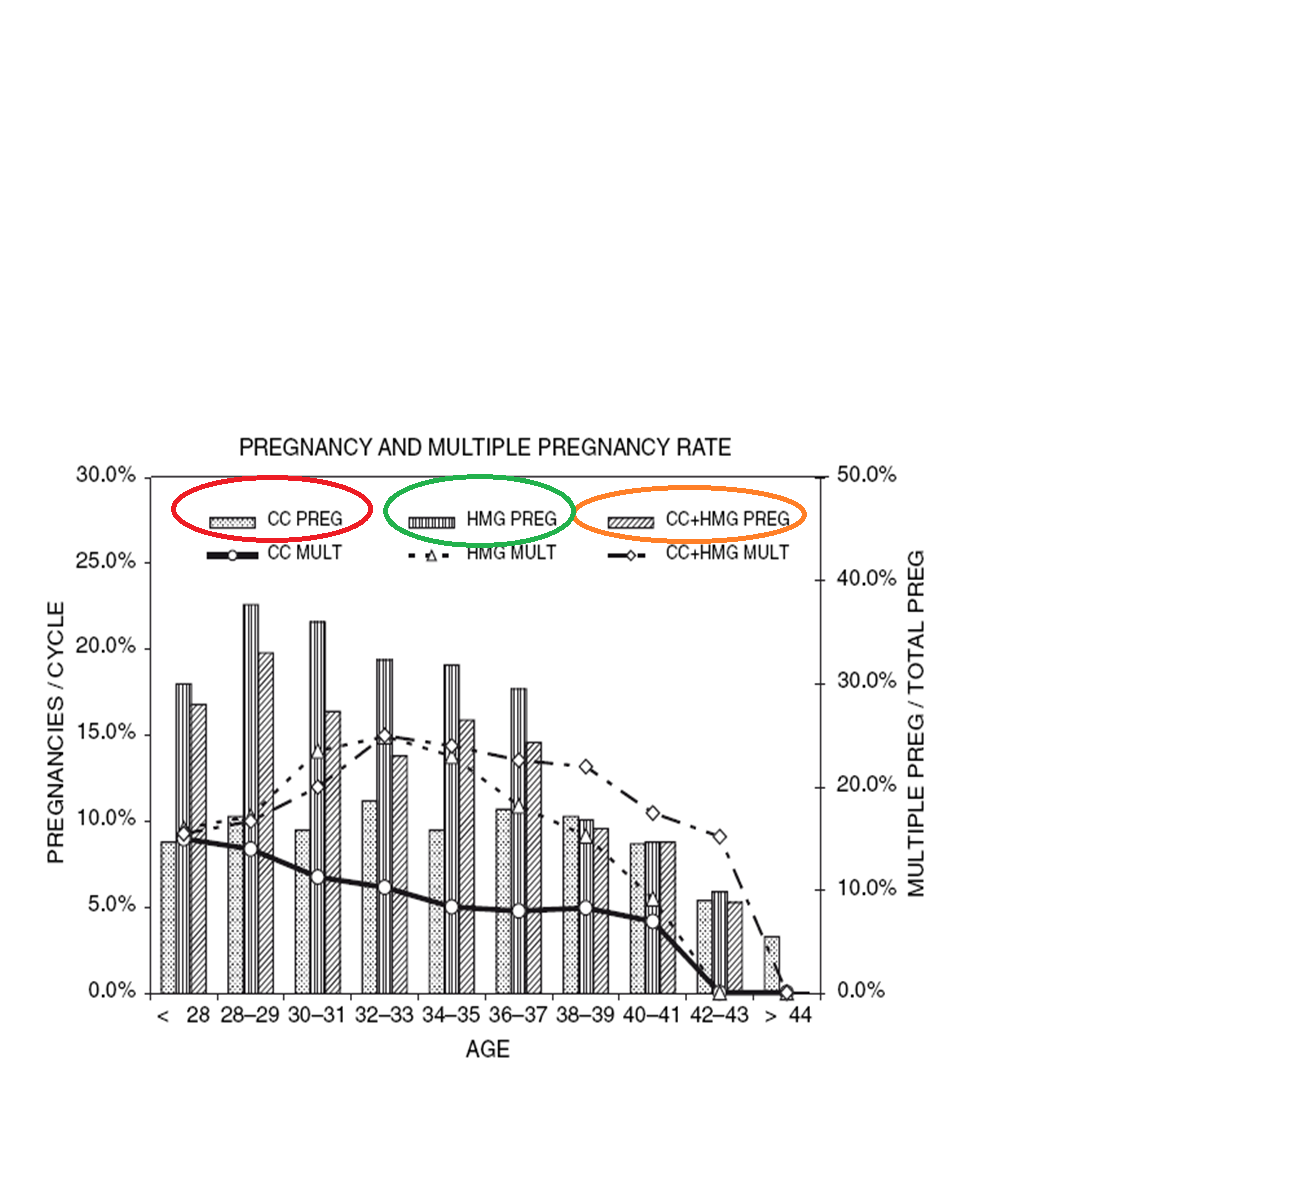 PREGNANCY AND MULTIPLE PREGNANCY RATE
30.0%
25.0%
20.0%
15.0%
10.0%
5.0%
0.0%
PREGNANCIES / CYCLE
CC PREG HMG PREG CC+HMG PREG
CC MULT HMG MULT CC+HMG MULT
50.0%
40.0%
30.0%
20.0%
10.0%
0.0%
MULTIPLE PREG / TOTAL PREG
< 28 28–29 30–31 32–33 34–35 36–37 38–39 40–41 42–43 > 44
AGE